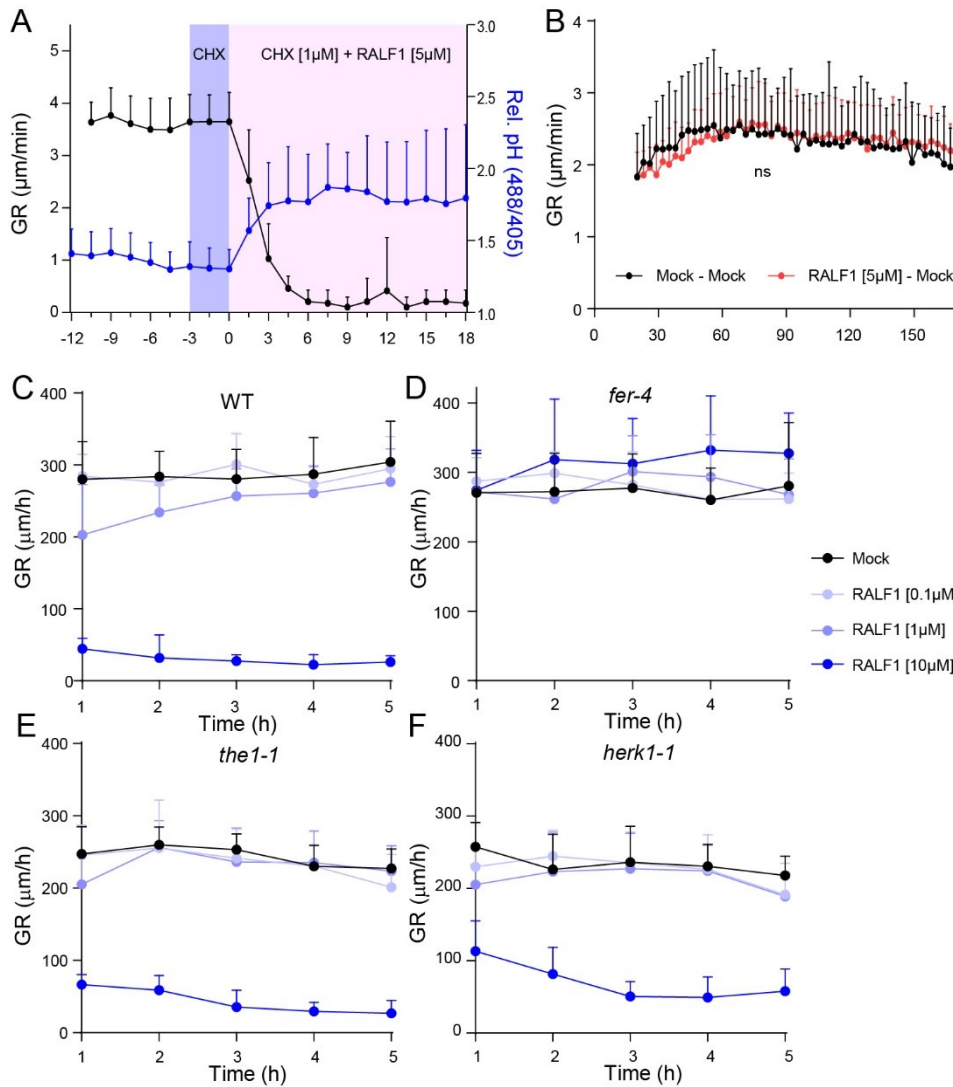 A
GR (µm/min)
5
4
3
2
1
0
CHX
CHX [1µM] + RALF1 [5µM]
3.0
2.5
2.0
1.5
1.0
Rel. pH (488/405)
-12 -9 -6 -3 0 3 6 9 12 15 18
B
GR (µm/min)
4
3
2
1
0
ns
Mock - Mock
RALF1 [5µM] - Mock
0 30 60 90 120 150
C
WT
GR (µm/h)
400
300
200
100
0
1 2 3 4 5
Time (h)
D
fer-4
GR (µm/h)
400
300
200
100
0
1 2 3 4 5
Time (h)
Mock
RALF1 [0.1µM]
RALF1 [1µM]
RALF1 [10µM]
E
the1-1
GR (µm/h)
400
300
200
100
0
1 2 3 4 5
Time (h)
F
herk1-1
GR (µm/h)
400
300
200
100
0
1 2 3 4 5
Time (h)